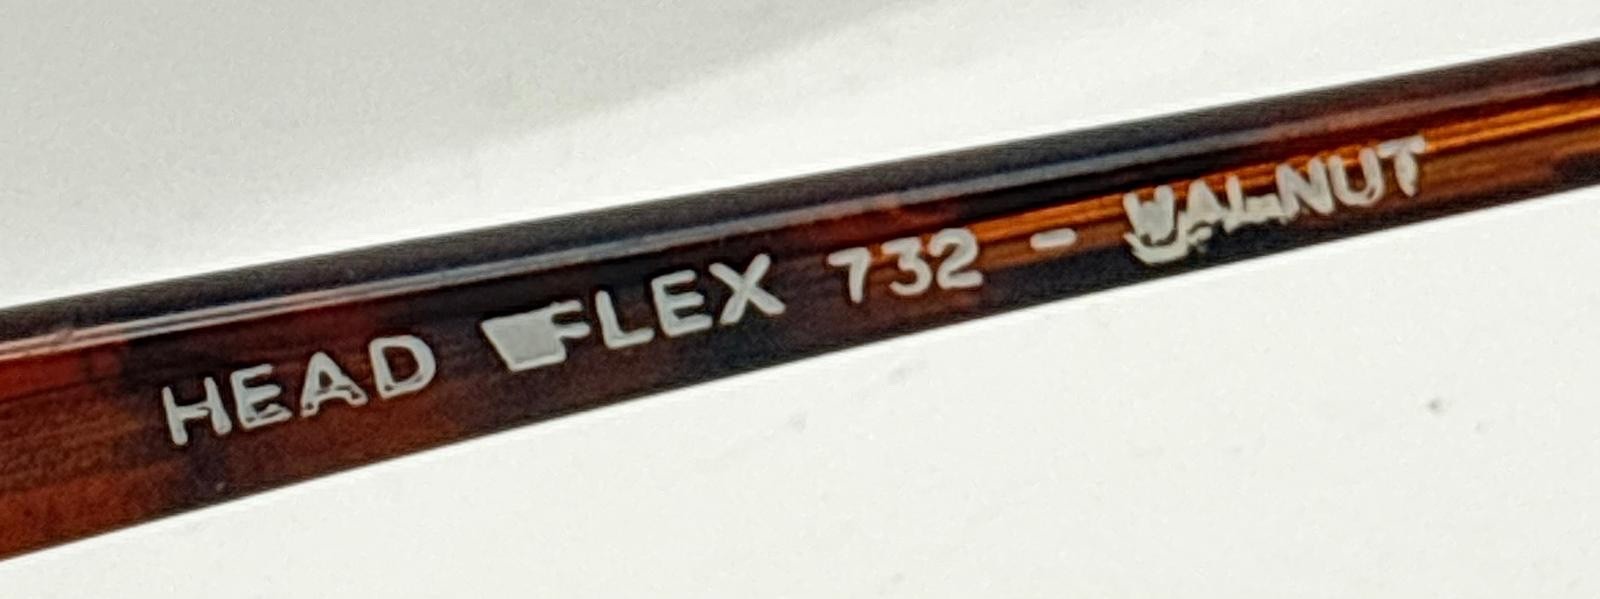 HEAD FLEX 732 - WALNUT